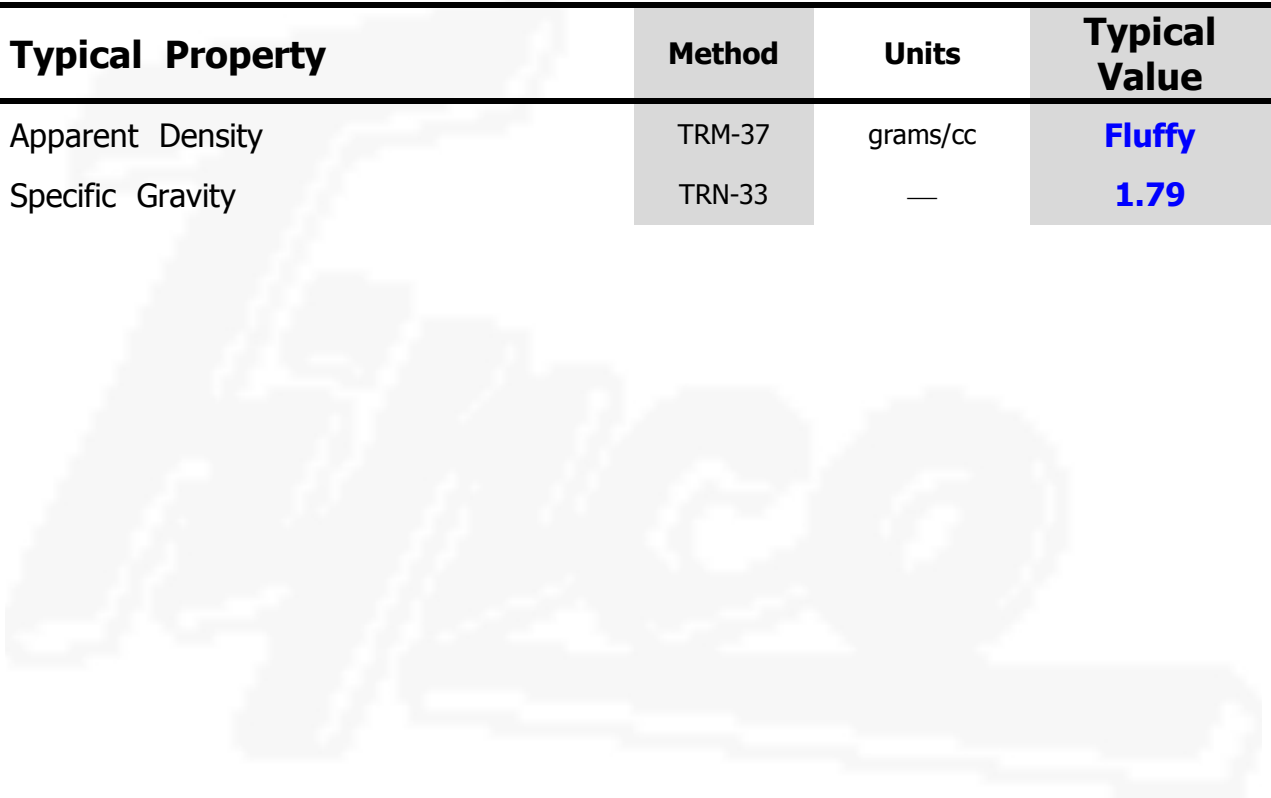 Typical Property Method Units Typical Value
Apparent Density TRM-37 grams/cc Fluffy
Specific Gravity TRN-33 — 1.79